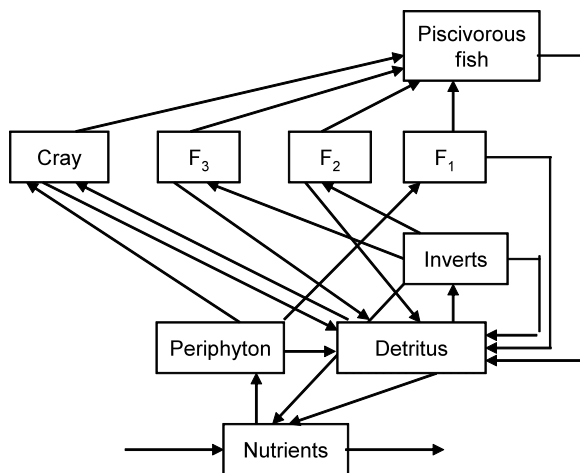 Piscivorous
fish
Cray
F₃
F₂
F₁
Inverts
Periphyton
Detritus
Nutrients